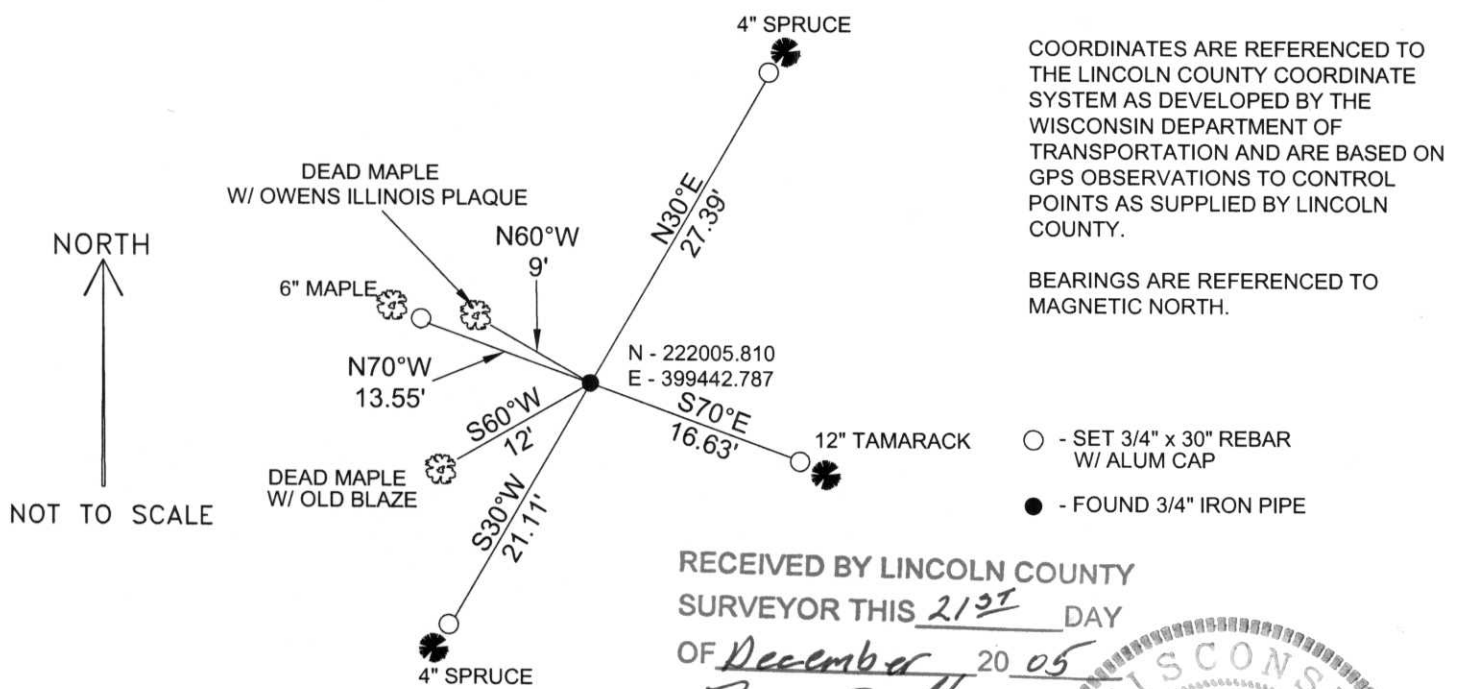 4" SPRUCE
COORDINATES ARE REFERENCED TO
THE LINCOLN COUNTY COORDINATE
SYSTEM AS DEVELOPED BY THE
WISCONSIN DEPARTMENT OF
TRANSPORTATION AND ARE BASED ON
GPS OBSERVATIONS TO CONTROL
POINTS AS SUPPLIED BY LINCOLN
COUNTY.
BEARINGS ARE REFERENCED TO
MAGNETIC NORTH.
DEAD MAPLE
W/ OWENS ILLINOIS PLAQUE
N30°E
27.39'
NORTH
N60°W
9'
6" MAPLE
N70°W
13.55'
N - 222005.810
E - 399442.787
S60°W
12'
S70°E
16.63'
12" TAMARACK
DEAD MAPLE
W/ OLD BLAZE
NOT TO SCALE
S30°W
21.11'
4" SPRUCE
- SET 3/4" x 30" REBAR
W/ ALUM CAP
- FOUND 3/4" IRON PIPE
RECEIVED BY LINCOLN COUNTY
SURVEYOR THIS 21ST DAY
OF December 20 05
ISCONS